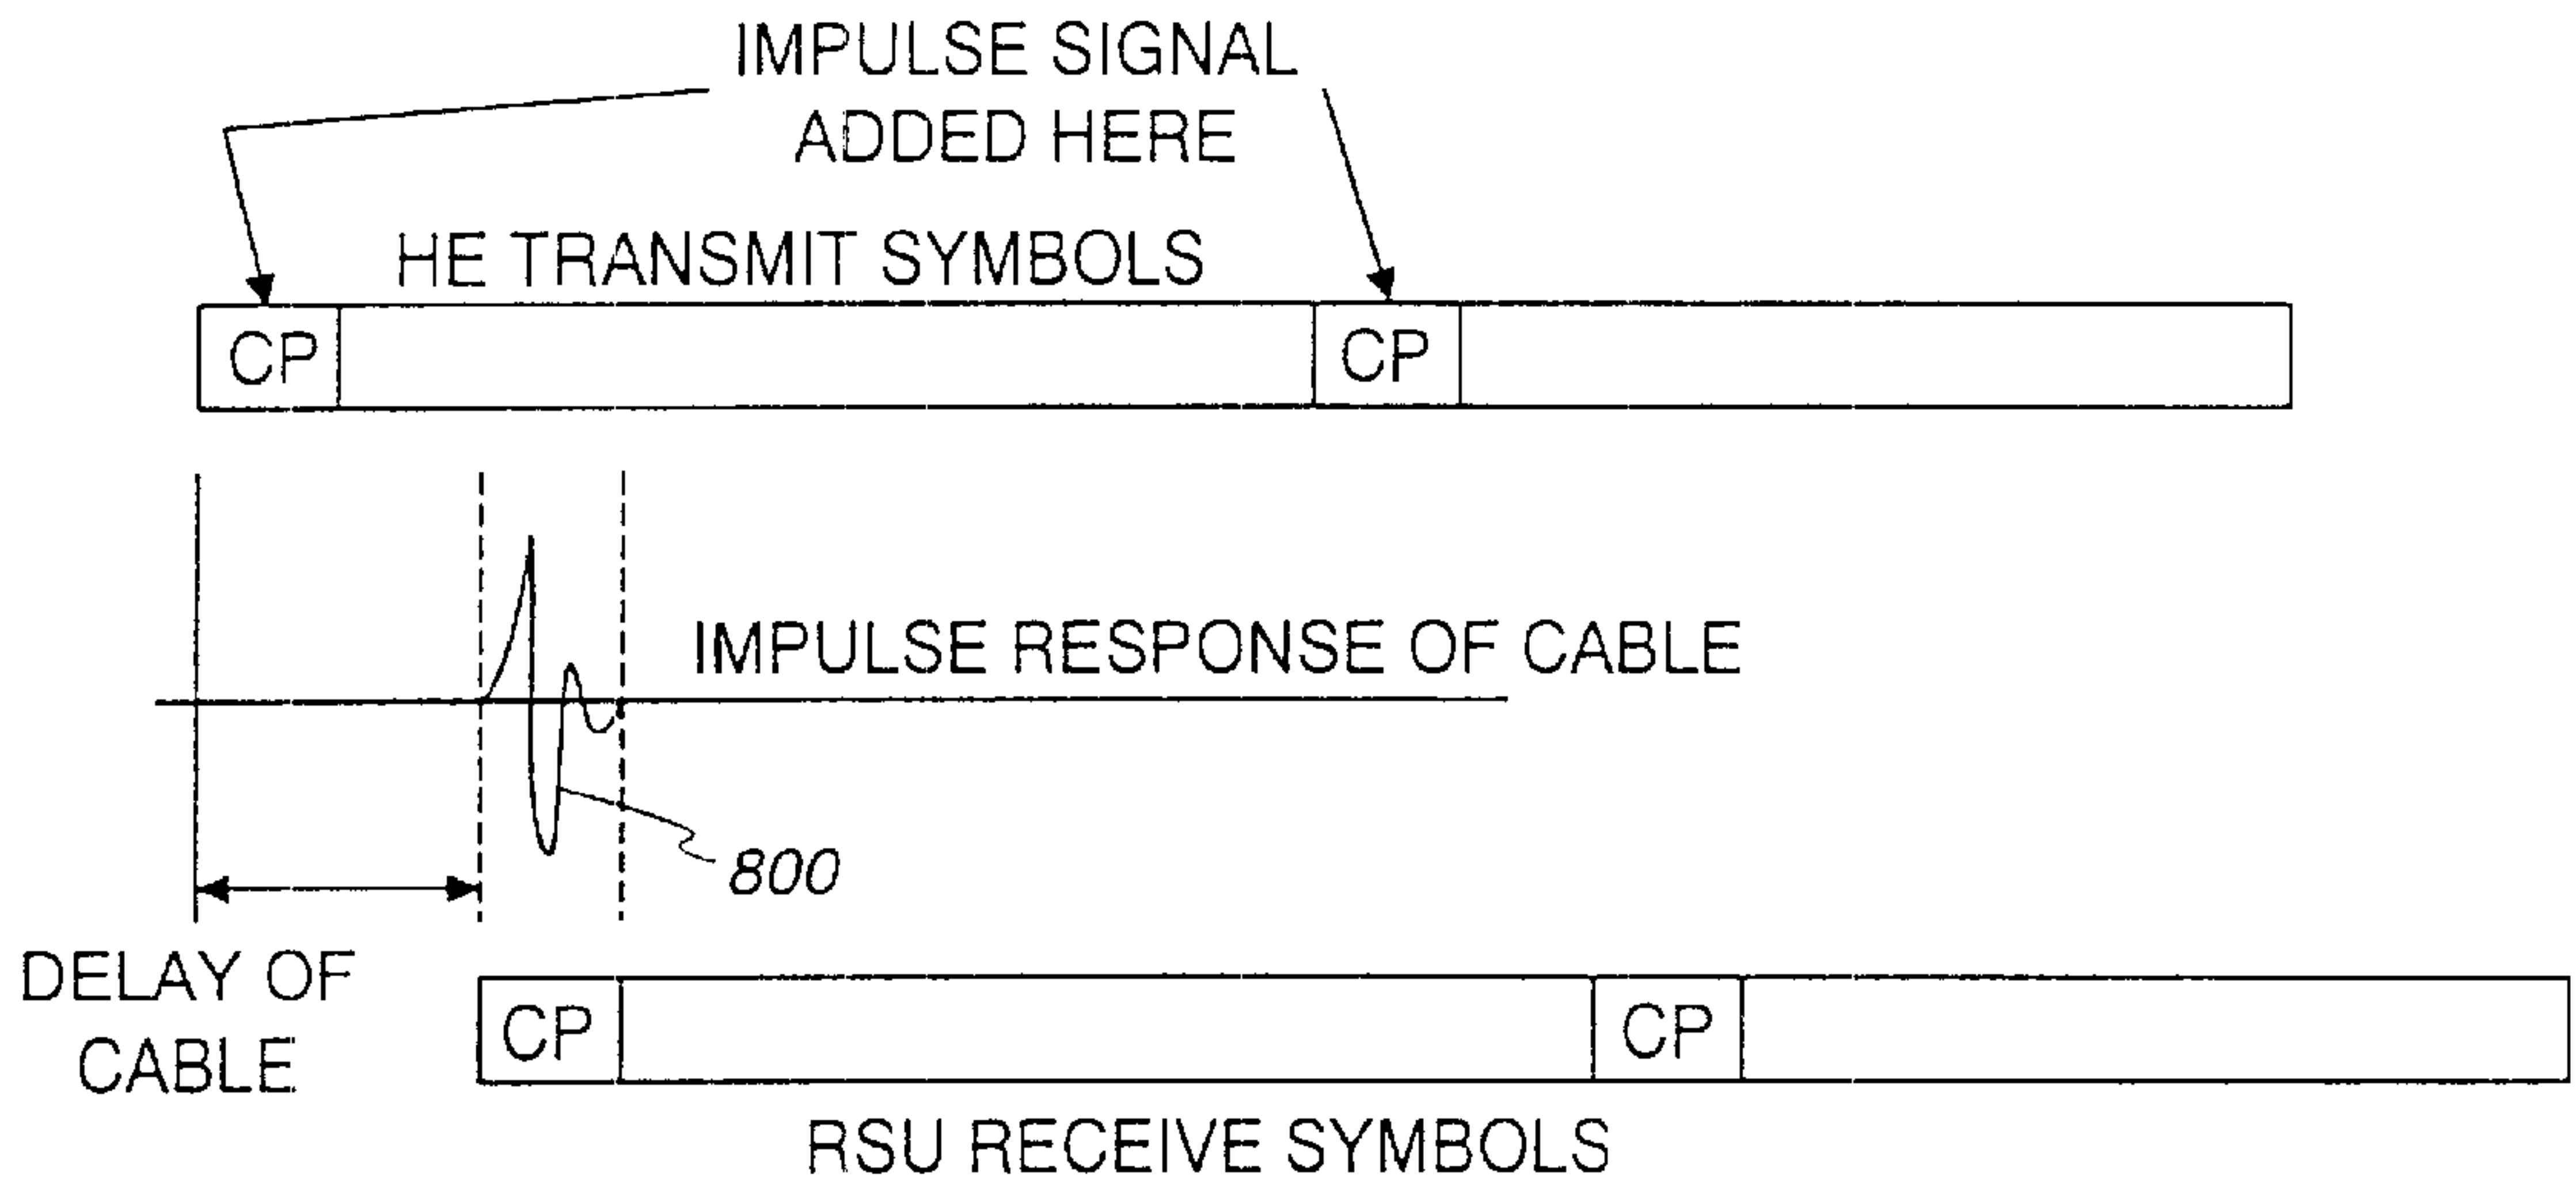 IMPULSE SIGNAL
ADDED HERE
HE TRANSMIT SYMBOLS
CP
CP
IMPULSE RESPONSE OF CABLE
800
DELAY OF
CABLE
CP
CP
RSU RECEIVE SYMBOLS